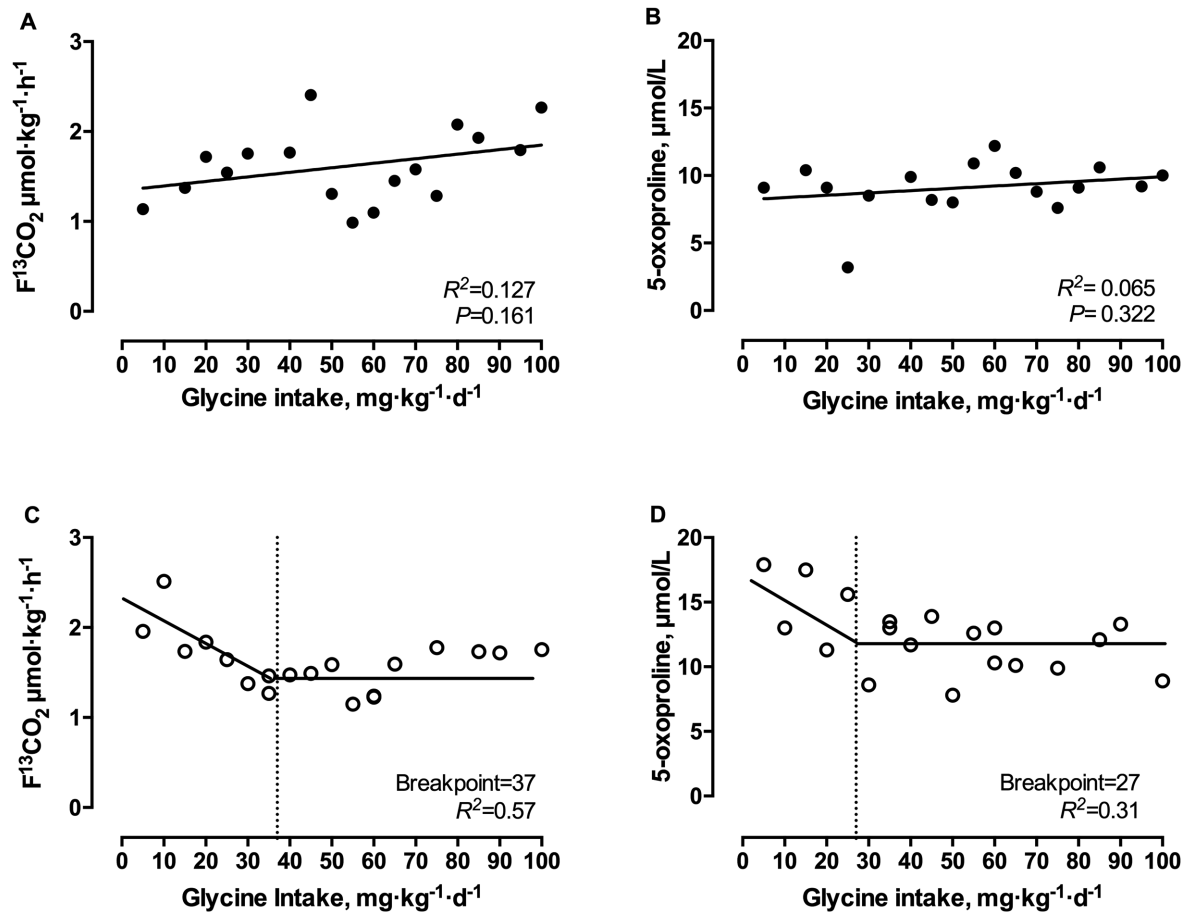 A
F¹³CO₂ µmol·kg⁻¹·h⁻¹
3
2
1
0
R²=0.127
P=0.161
0 10 20 30 40 50 60 70 80 90 100
Glycine intake, mg·kg⁻¹·d⁻¹
B
5-oxoproline, µmol/L
20
15
10
5
0
R²= 0.065
P= 0.322
0 10 20 30 40 50 60 70 80 90 100
Glycine intake, mg·kg⁻¹·d⁻¹
C
F¹³CO₂ µmol·kg⁻¹·h⁻¹
3
2
1
0
Breakpoint=37
R²=0.57
0 10 20 30 40 50 60 70 80 90 100
Glycine Intake, mg·kg⁻¹·d⁻¹
D
5-oxoproline, µmol/L
20
15
10
5
0
Breakpoint=27
R²=0.31
0 10 20 30 40 50 60 70 80 90 100
Glycine intake, mg·kg⁻¹·d⁻¹